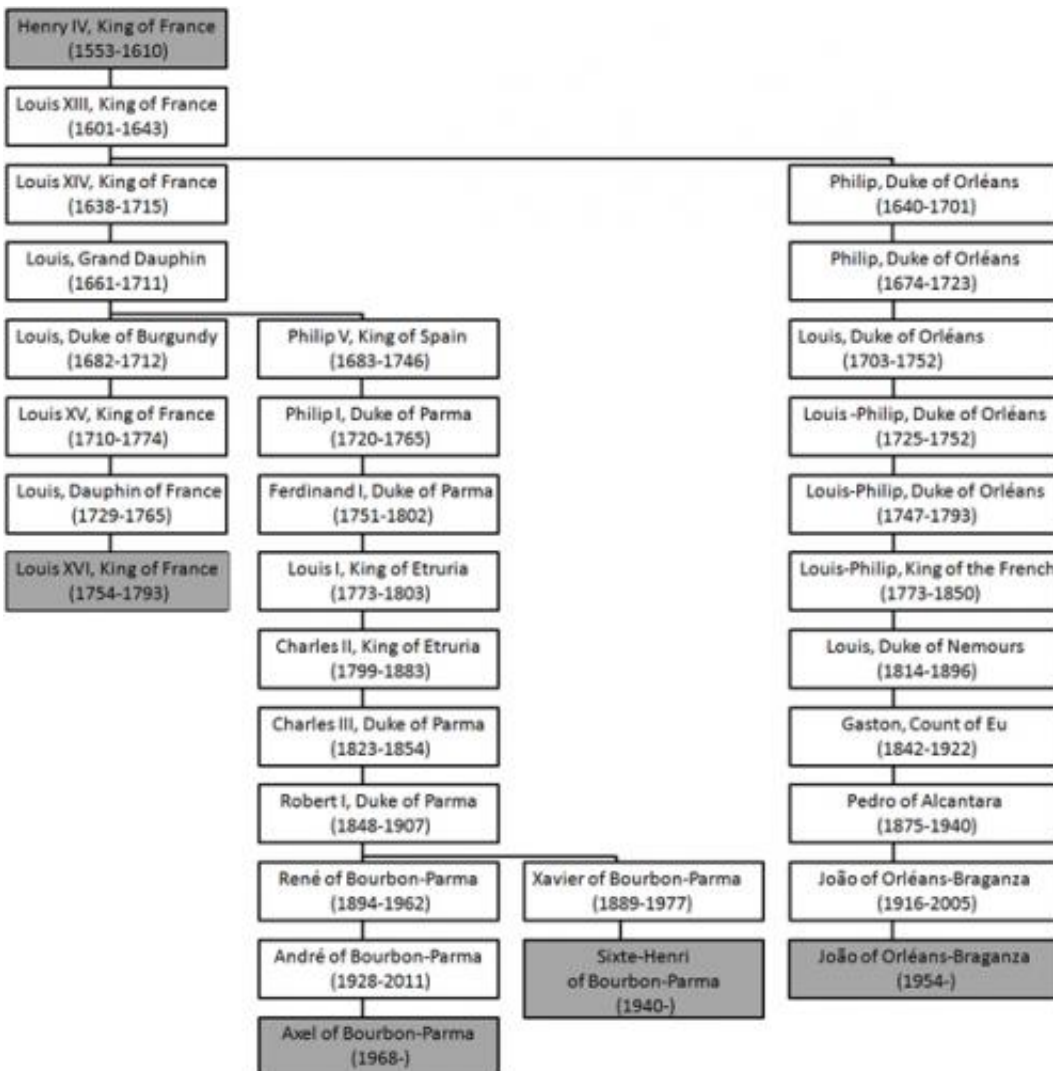 Henry IV, King of France
(1553-1610)
Louis XIII, King of France
(1601-1643)
Louis XIV, King of France
(1638-1715)
Philip, Duke of Orléans
(1640-1701)
Louis, Grand Dauphin
(1661-1711)
Philip, Duke of Orléans
(1674-1723)
Louis, Duke of Burgundy
(1682-1712)
Philip V, King of Spain
(1683-1746)
Louis, Duke of Orléans
(1703-1752)
Louis XV, King of France
(1710-1774)
Philip I, Duke of Parma
(1720-1765)
Louis -Philip, Duke of Orléans
(1725-1752)
Louis, Dauphin of France
(1729-1765)
Ferdinand I, Duke of Parma
(1751-1802)
Louis-Philip, Duke of Orléans
(1747-1793)
Louis XVI, King of France
(1754-1793)
Louis I, King of Etruria
(1773-1803)
Louis-Philip, King of the French
(1773-1850)
Charles II, King of Etruria
(1799-1883)
Louis, Duke of Nemours
(1814-1896)
Charles III, Duke of Parma
(1823-1854)
Gaston, Count of Eu
(1842-1922)
Robert I, Duke of Parma
(1848-1907)
Pedro of Alcantara
(1875-1940)
René of Bourbon-Parma
(1894-1962)
Xavier of Bourbon-Parma
(1889-1977)
João of Orléans-Braganza
(1916-2005)
André of Bourbon-Parma
(1928-2011)
Sixte-Henri
of Bourbon-Parma
(1940-)
João of Orléans-Braganza
(1954-)
Axel of Bourbon-Parma
(1968-)